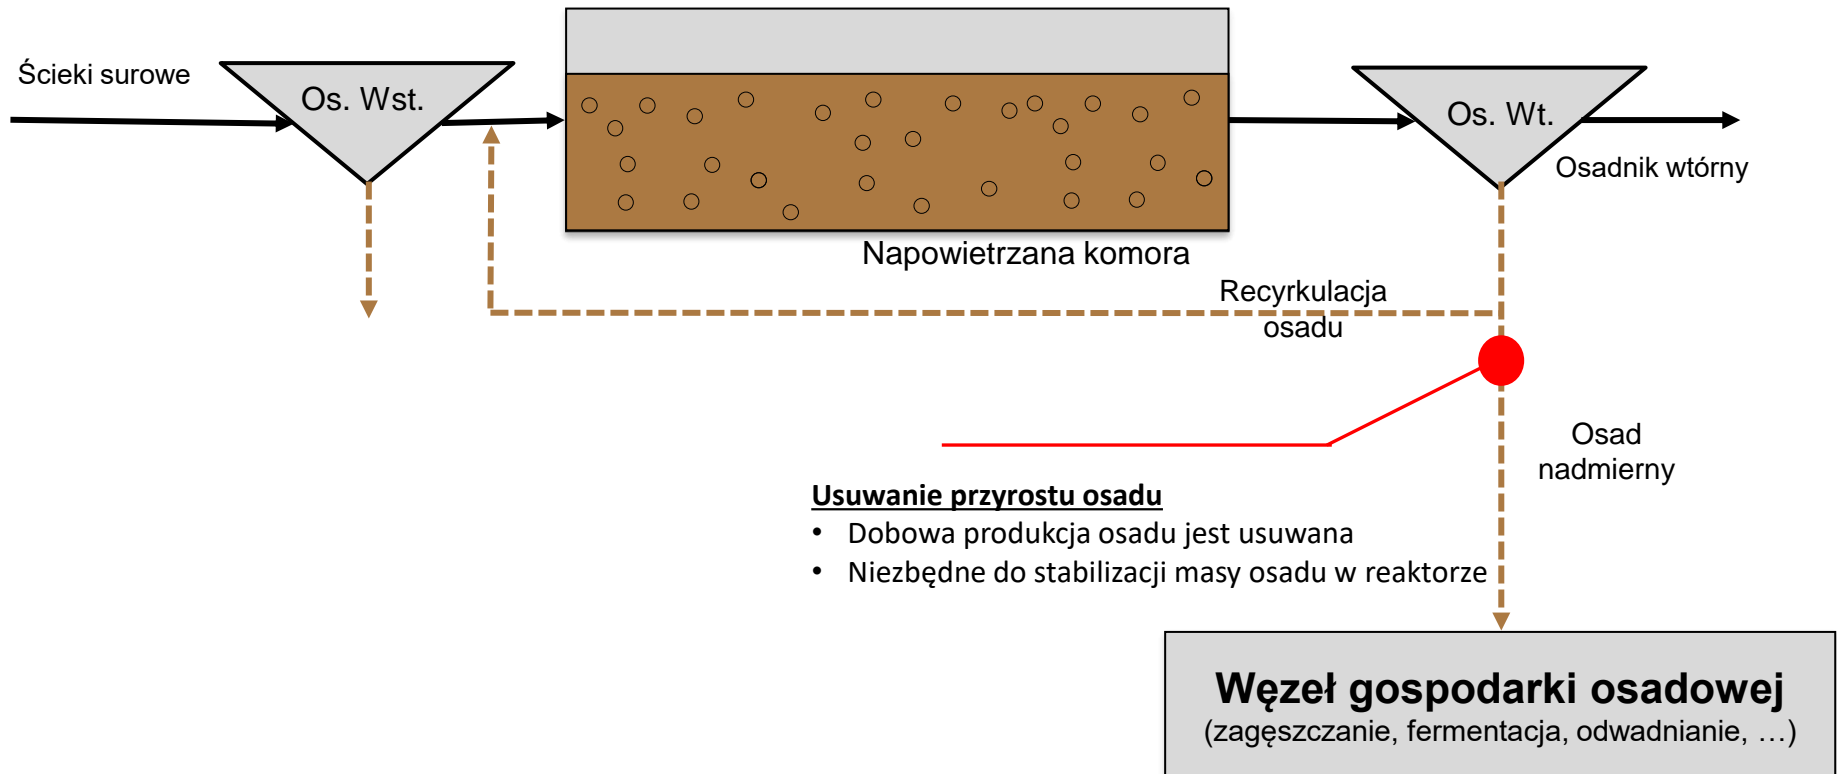 Ścieki surowe
Os. Wst.
Os. Wt.
Osadnik wtórny
Napowietrzana komora
Recyrkulacja
osadu
Osad
nadmierny
Usuwanie przyrostu osadu
• Dobowa produkcja osadu jest usuwana
• Niezbędne do stabilizacji masy osadu w reaktorze
Węzeł gospodarki osadowej
(zagęszczanie, fermentacja, odwadnianie, …)